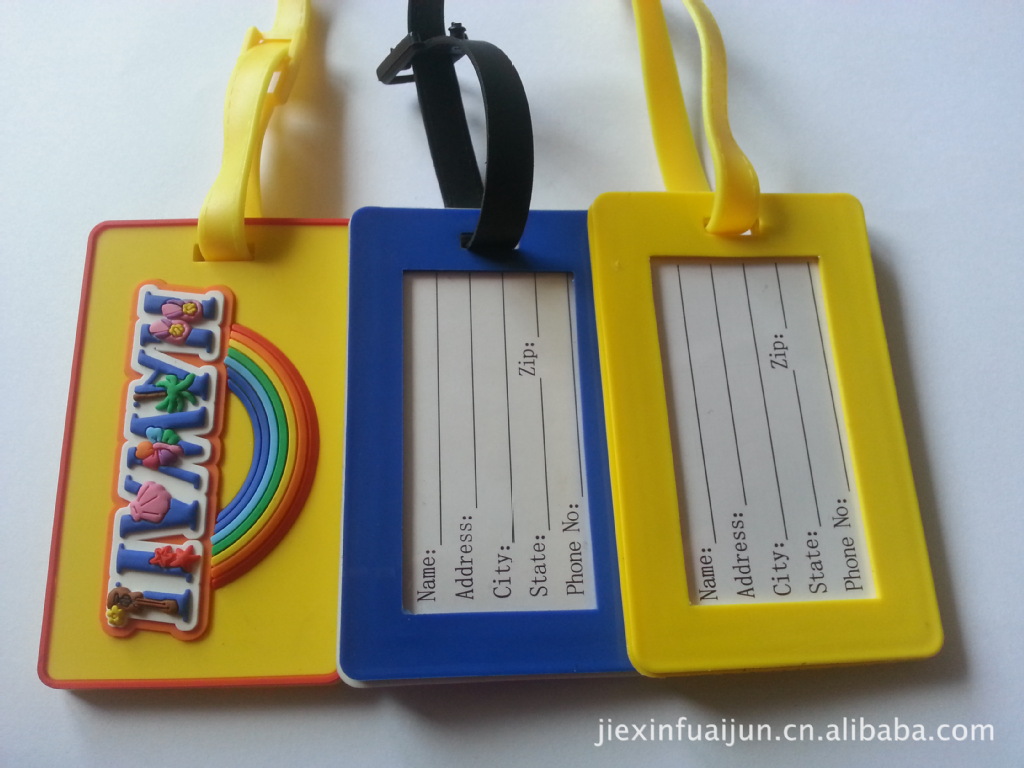 HAWAII
Name:
Address:
City:
State: Zip:
Phone No:
Name:
Address:
City:
State: Zip:
Phone No:
jiexinfuaijun.cn.alibaba.com